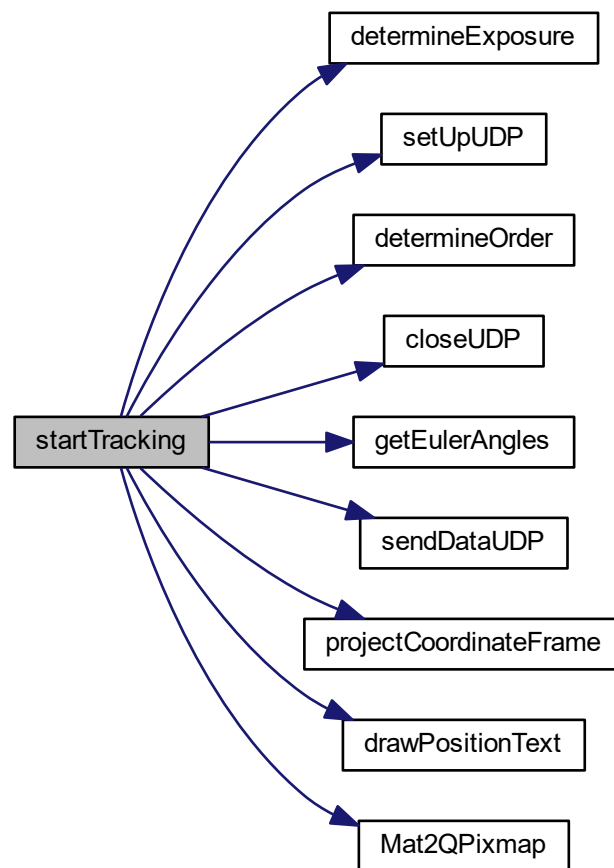 determineExposure
setUpUDP
determineOrder
closeUDP
startTracking
getEulerAngles
sendDataUDP
projectCoordinateFrame
drawPositionText
Mat2QPixmap